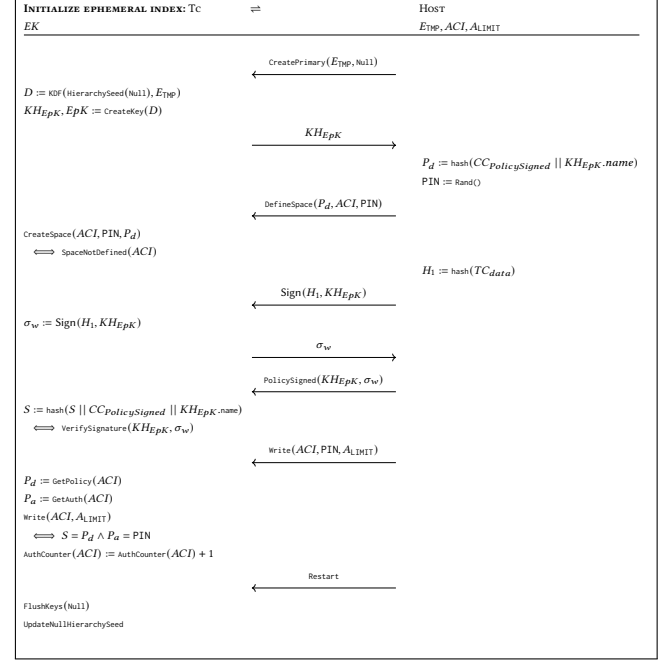 INITIALIZE EPHEMERAL INDEX: Tc ⇌ Host
EK E_TMP, ACI, A_LIMIT
CreatePrimary(E_TMP, Null)
D := KDF(HierarchySeed(Null), E_TMP)
KH_EpK, EpK := CreateKey(D)
KH_EpK
P_d := hash(CC_PolicySigned || KH_EpK.name)
PIN := Rand()
DefineSpace(P_d, ACI, PIN)
CreateSpace(ACI, PIN, P_d)
⟺ SpaceNotDefined(ACI)
H_1 := hash(TC_data)
Sign(H_1, KH_EpK)
σ_w := Sign(H_1, KH_EpK)
σ_w
PolicySigned(KH_EpK, σ_w)
S := hash(S || CC_PolicySigned || KH_EpK.name)
⟺ VerifySignature(KH_EpK, σ_w)
Write(ACI, PIN, A_LIMIT)
P_d := GetPolicy(ACI)
P_a := GetAuth(ACI)
Write(ACI, A_LIMIT)
⟺ S = P_d ∧ P_a = PIN
AuthCounter(ACI) := AuthCounter(ACI) + 1
Restart
FlushKeys(Null)
UpdateNullHierarchySeed